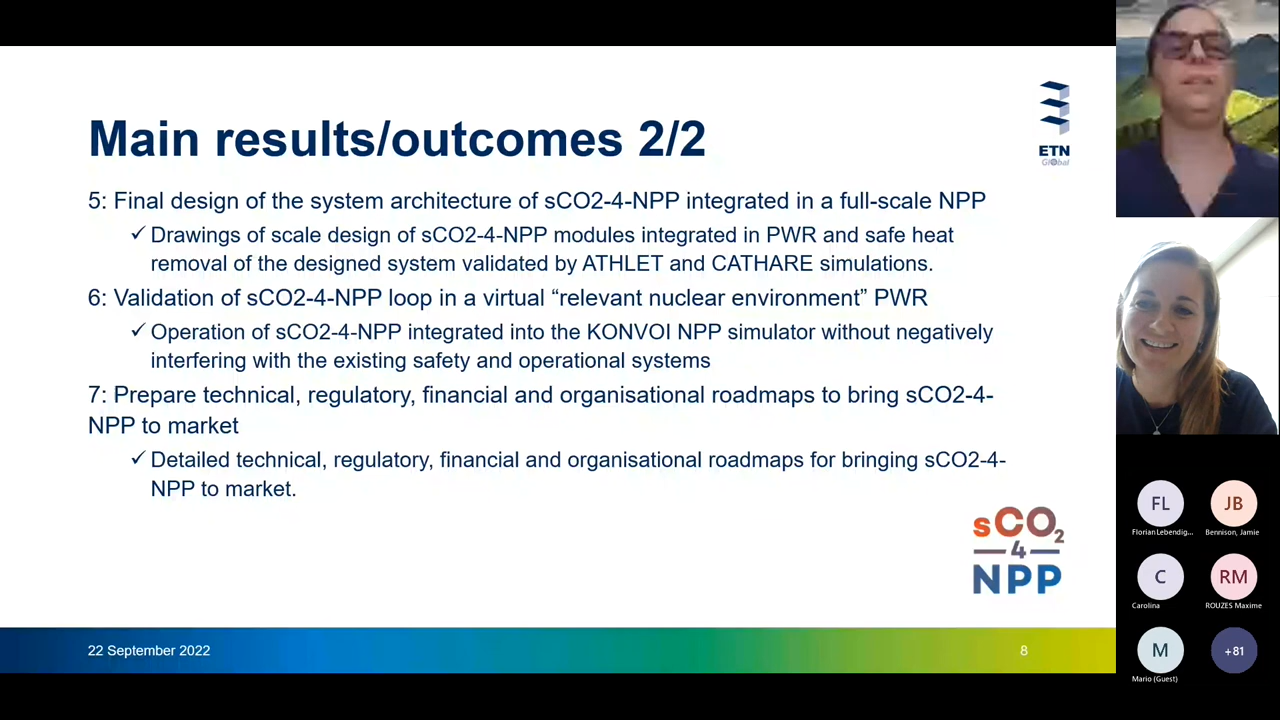 Main results/outcomes 2/2
ETN
Global
5: Final design of the system architecture of sCO2-4-NPP integrated in a full-scale NPP
✓ Drawings of scale design of sCO2-4-NPP modules integrated in PWR and safe heat
removal of the designed system validated by ATHLET and CATHARE simulations.
6: Validation of sCO2-4-NPP loop in a virtual “relevant nuclear environment” PWR
✓ Operation of sCO2-4-NPP integrated into the KONVOI NPP simulator without negatively
interfering with the existing safety and operational systems
7: Prepare technical, regulatory, financial and organisational roadmaps to bring sCO2-4-
NPP to market
✓ Detailed technical, regulatory, financial and organisational roadmaps for bringing sCO2-4-
NPP to market.
sCO2
4
NPP
22 September 2022
8
FL
JB
Florian Lebendig...
Bennison, Jamie
C
RM
Carolina
ROUZES Maxime
M
+81
Mario (Guest)